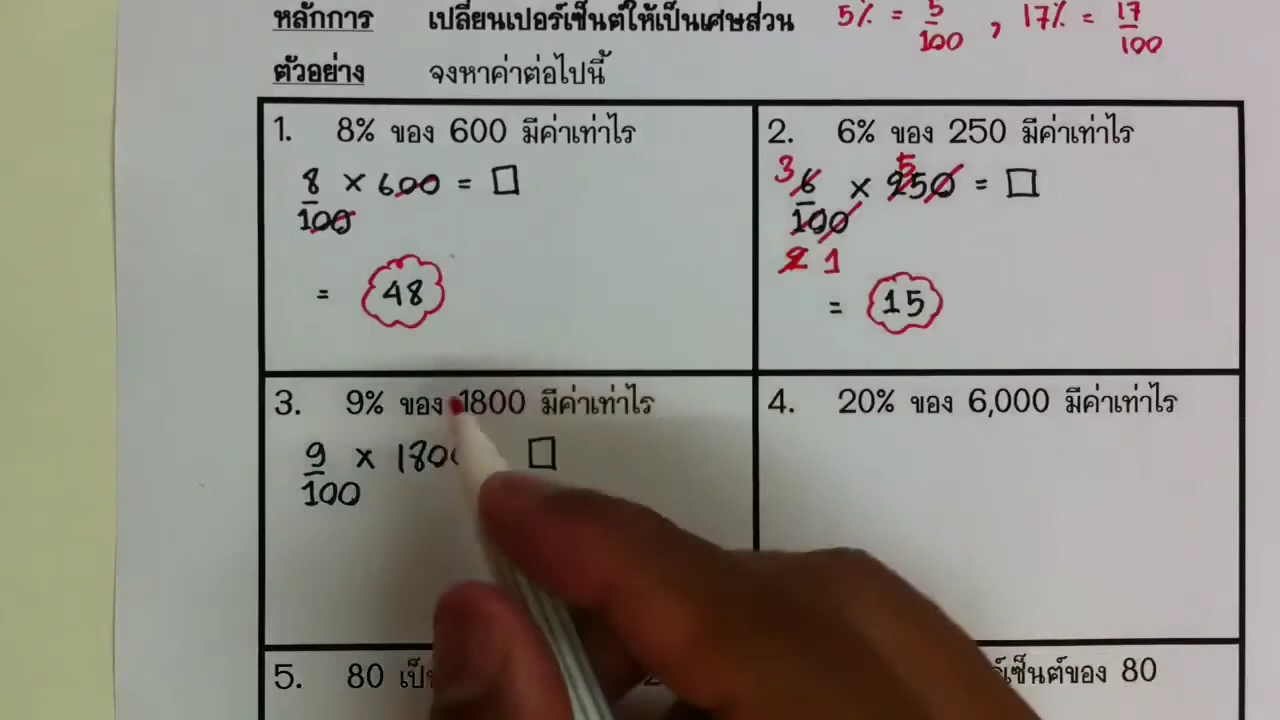 หลักการ เปลี่ยนเปอร์เซ็นต์ให้เป็นเศษส่วน 5% = 5/100 , 17% = 17/100
ตัวอย่าง จงหาค่าต่อไปนี้
1. 8% ของ 600 มีค่าเท่าไร
8/100 × 600 = □
= 48
2. 6% ของ 250 มีค่าเท่าไร
3 5
6/100 × 250 = □
2 1
= 15
3. 9% ของ 1800 มีค่าเท่าไร
9/100 × 180 □
4. 20% ของ 6,000 มีค่าเท่าไร
5. 80
ของ 80